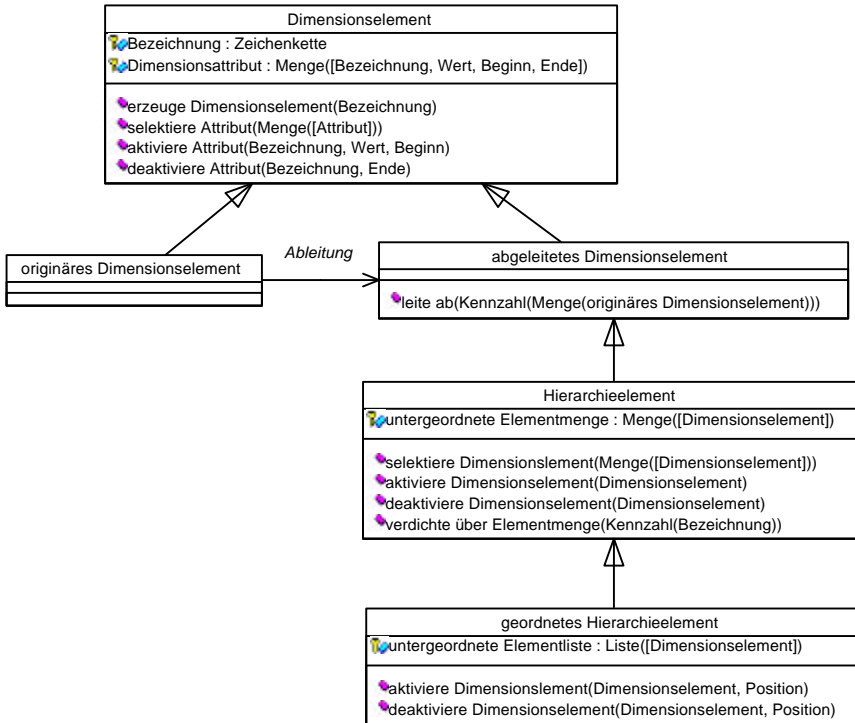 Dimensionselement
Bezeichnung : Zeichenkette
Dimensionsattribut : Menge([Bezeichnung, Wert, Beginn, Ende])
erzeuge Dimensionselement(Bezeichnung)
selektiere Attribut(Menge([Attribut]))
aktiviere Attribut(Bezeichnung, Wert, Beginn)
deaktiviere Attribut(Bezeichnung, Ende)
originäres Dimensionselement
Ableitung
abgeleitetes Dimensionselement
leite ab(Kennzahl(Menge(originäres Dimensionselement)))
Hierarchieelement
untergeordnete Elementmenge : Menge([Dimensionselement])
selektiere Dimensionslement(Menge([Dimensionselement]))
aktiviere Dimensionselement(Dimensionselement)
deaktiviere Dimensionselement(Dimensionselement)
verdichte über Elementmenge(Kennzahl(Bezeichnung))
geordnetes Hierarchieelement
untergeordnete Elementliste : Liste([Dimensionselement])
aktiviere Dimensionslement(Dimensionselement, Position)
deaktiviere Dimensionslement(Dimensionselement, Position)